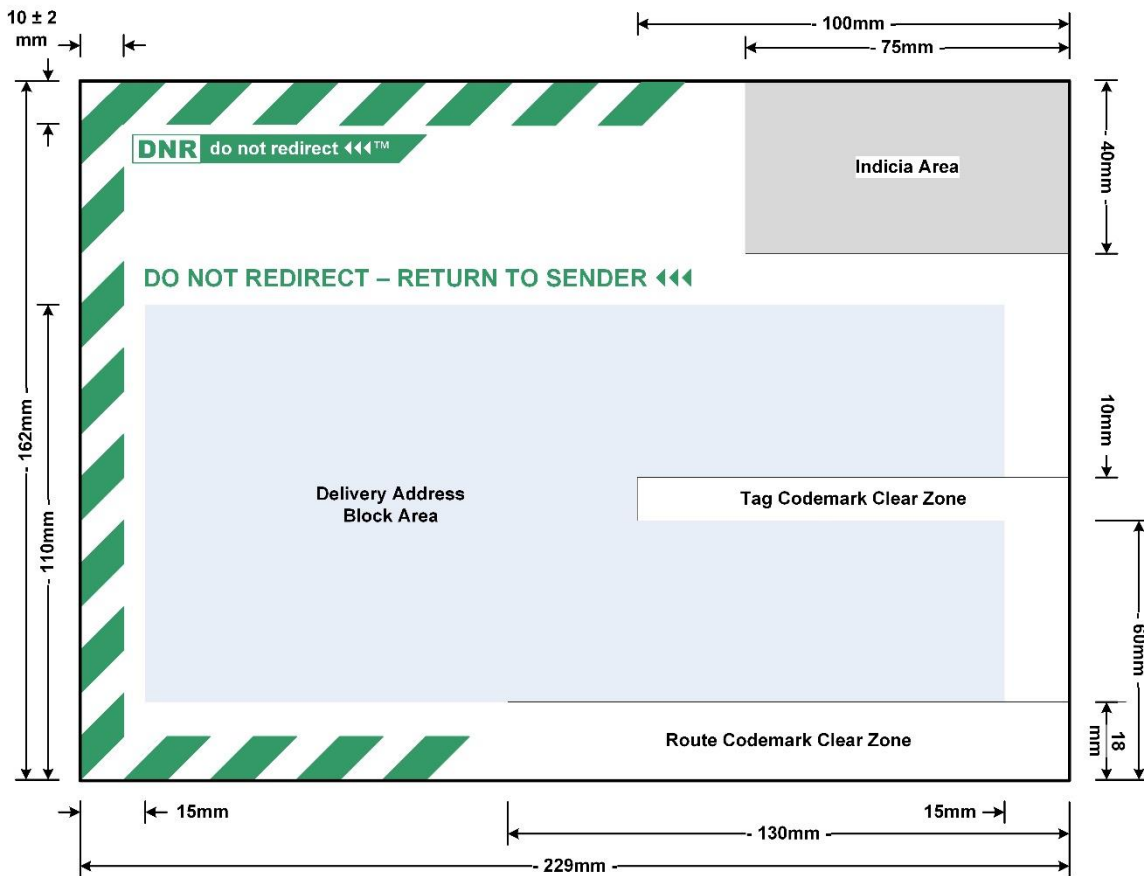 10 ± 2
mm
- 100mm -
- 75mm -
DNR do not redirect ™
Indicia Area
- 40mm -
DO NOT REDIRECT – RETURN TO SENDER
- 162mm -
- 110mm -
10mm
Delivery Address
Block Area
Tag Codemark Clear Zone
- 60mm -
Route Codemark Clear Zone
18
mm
15mm
15mm
- 130mm -
- 229mm -